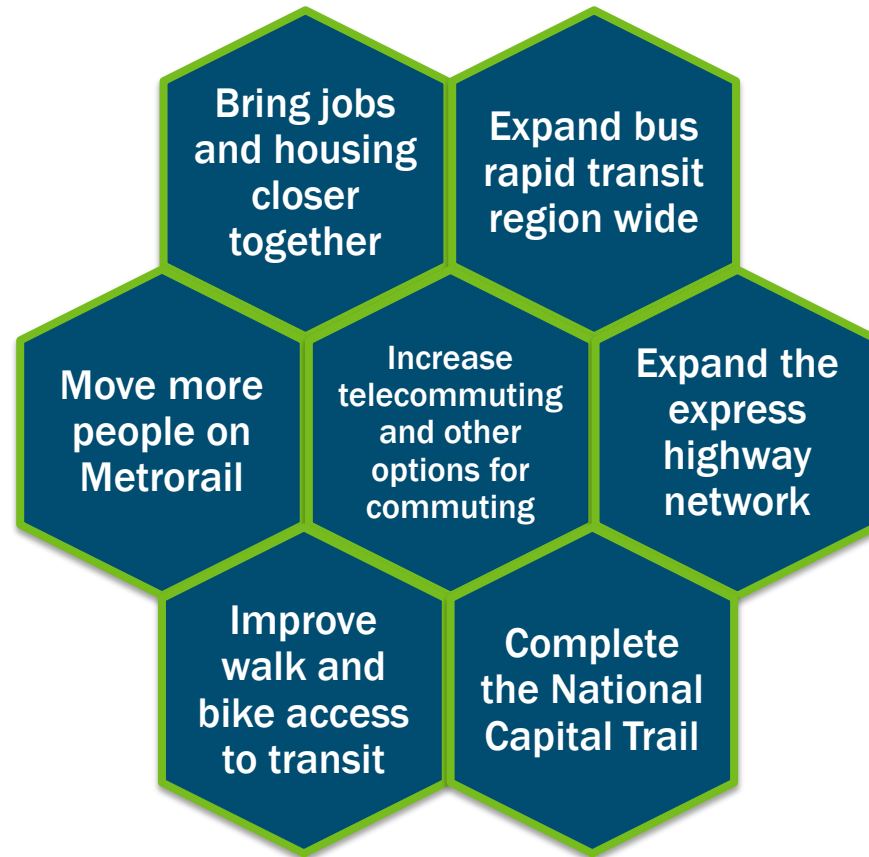 Bring jobs
and housing
closer
together
Expand bus
rapid transit
region wide
Move more
people on
Metrorail
Increase
telecommuting
and other
options for
commuting
Expand the
express
highway
network
Improve
walk and
bike access
to transit
Complete
the National
Capital Trail